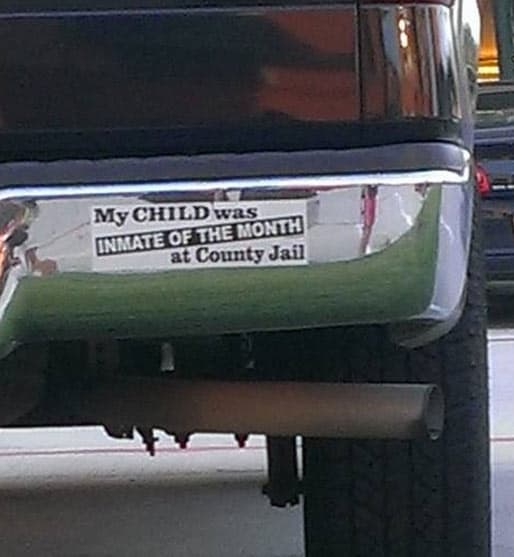 My CHILD was
INMATE OF THE MONTH
at County Jail